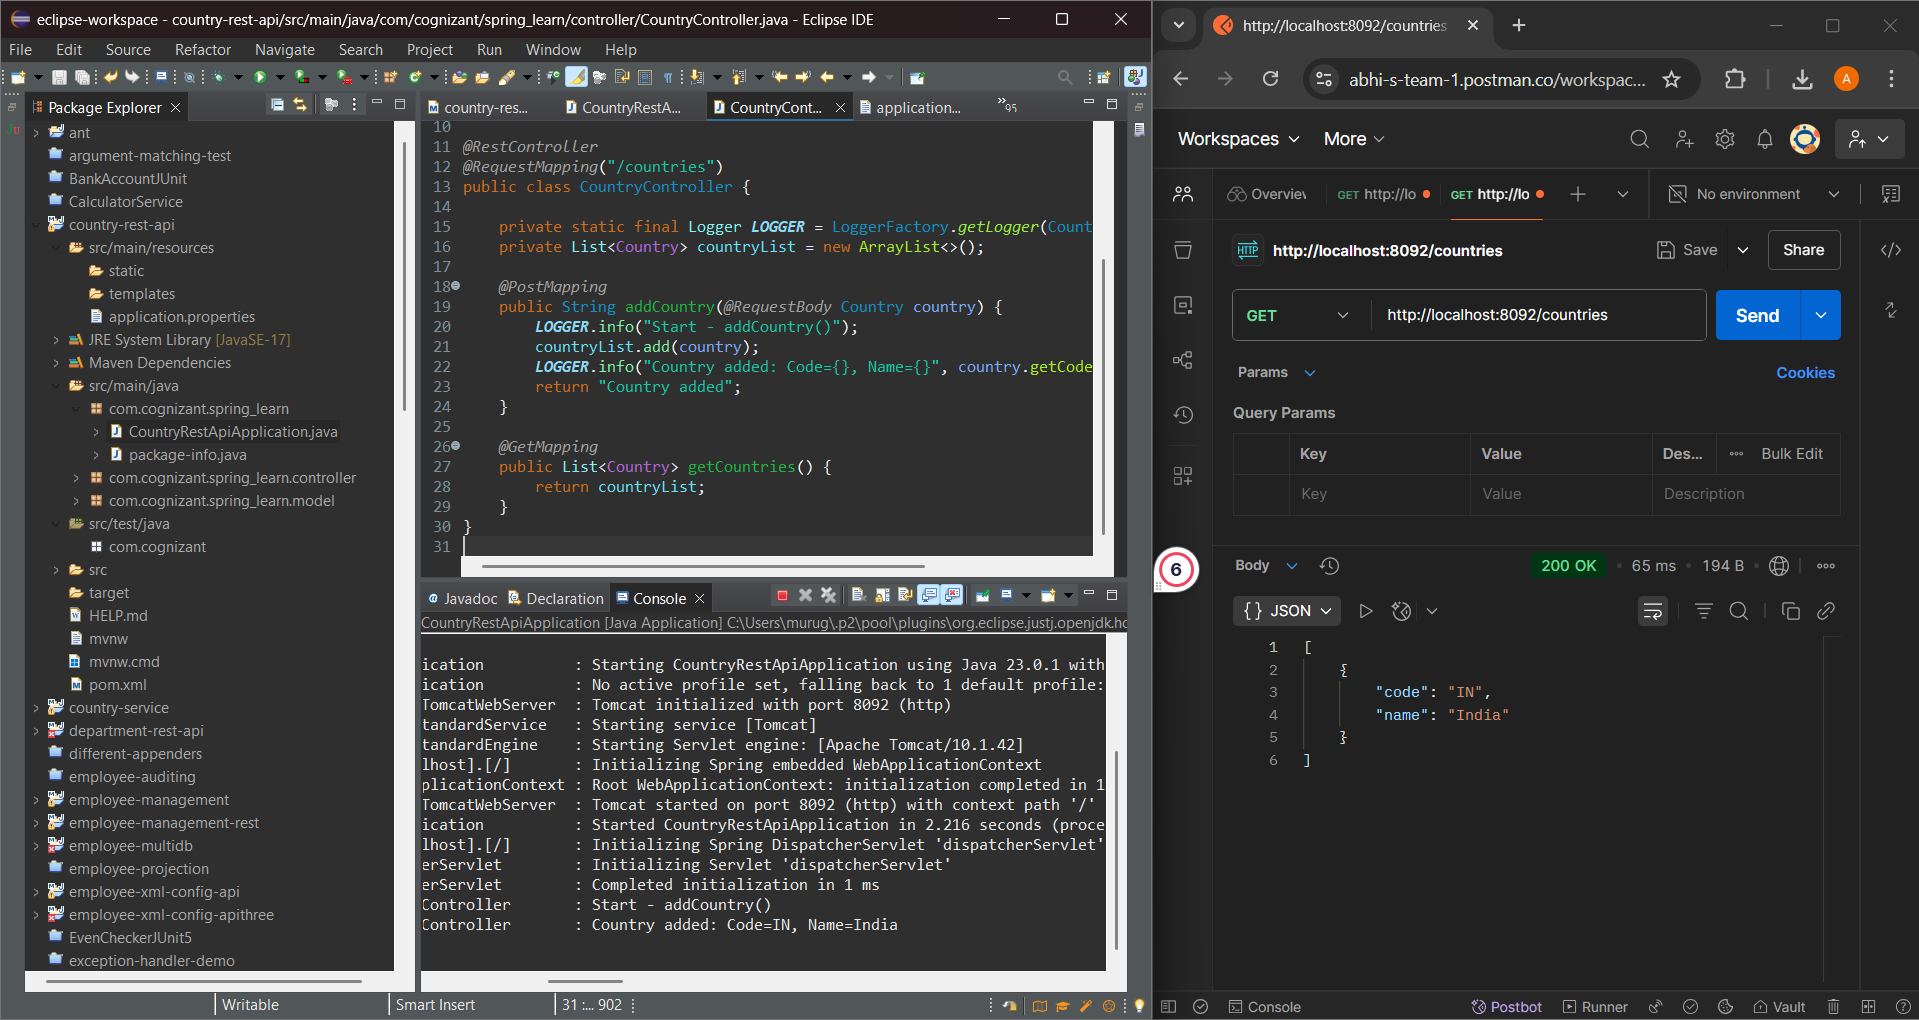 eclipse-workspace - country-rest-api/src/main/java/com/cognizant/spring_learn/controller/CountryController.java - Eclipse IDE
File Edit Source Refactor Navigate Search Project Run Window Help
Package Explorer
ant
argument-matching-test
BankAccountJUnit
CalculatorService
country-rest-api
src/main/resources
static
templates
application.properties
JRE System Library [JavaSE-17]
Maven Dependencies
src/main/java
com.cognizant.spring_learn
CountryRestApiApplication.java
package-info.java
com.cognizant.spring_learn.controller
com.cognizant.spring_learn.model
src/test/java
com.cognizant
src
target
HELP.md
mvnw
mvnw.cmd
pom.xml
country-service
department-rest-api
different-appenders
employee-auditing
employee-management
employee-management-rest
employee-multidb
employee-projection
employee-xml-config-api
employee-xml-config-apithree
EvenCheckerJUnit5
exception-handler-demo
country-res... CountryRestA... CountryCont... application... »95
10
11 @RestController
12 @RequestMapping("/countries")
13 public class CountryController {
14
15 private static final Logger LOGGER = LoggerFactory.getLogger(Count
16 private List<Country> countryList = new ArrayList<>();
17
18 @PostMapping
19 public String addCountry(@RequestBody Country country) {
20 LOGGER.info("Start - addCountry()");
21 countryList.add(country);
22 LOGGER.info("Country added: Code={}, Name={}", country.getCode
23 return "Country added";
24 }
25
26 @GetMapping
27 public List<Country> getCountries() {
28 return countryList;
29 }
30 }
31
Javadoc Declaration Console
CountryRestApiApplication [Java Application] C:\Users\murug\.p2\pool\plugins\org.eclipse.justj.openjdk.ho
ication : Starting CountryRestApiApplication using Java 23.0.1 with
ication : No active profile set, falling back to 1 default profile:
TomcatWebServer : Tomcat initialized with port 8092 (http)
tandardService : Starting service [Tomcat]
tandardEngine : Starting Servlet engine: [Apache Tomcat/10.1.42]
lhost].[/] : Initializing Spring embedded WebApplicationContext
plicationContext : Root WebApplicationContext: initialization completed in 1
TomcatWebServer : Tomcat started on port 8092 (http) with context path '/'
ication : Started CountryRestApiApplication in 2.216 seconds (proce
lhost].[/] : Initializing Spring DispatcherServlet 'dispatcherServlet'
erServlet : Initializing Servlet 'dispatcherServlet'
erServlet : Completed initialization in 1 ms
Controller : Start - addCountry()
Controller : Country added: Code=IN, Name=India
Writable Smart Insert 31 :... 902
http://localhost:8092/countries
abhi-s-team-1.postman.co/workspac... A
Workspaces More
Overview GET http://lo GET http://lo No environment
HTTP http://localhost:8092/countries Save Share
GET http://localhost:8092/countries Send
Params Cookies
Query Params
Key Value Des... Bulk Edit
Key Value Description
6
Body 200 OK 65 ms 194 B
{} JSON
1 [
2 {
3 "code": "IN",
4 "name": "India"
5 }
6 ]
Console Postbot Runner Vault